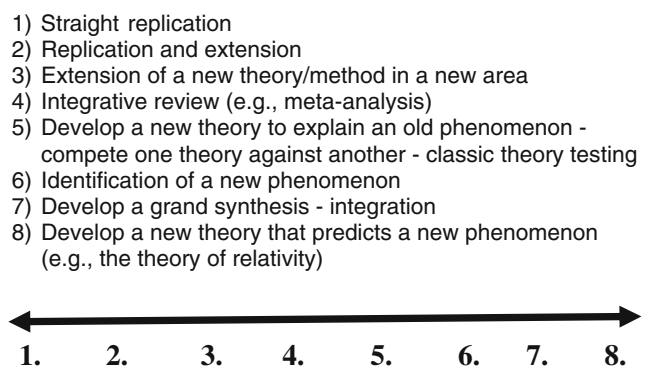 1) Straight replication
2) Replication and extension
3) Extension of a new theory/method in a new area
4) Integrative review (e.g., meta-analysis)
5) Develop a new theory to explain an old phenomenon -
compete one theory against another - classic theory testing
6) Identification of a new phenomenon
7) Develop a grand synthesis - integration
8) Develop a new theory that predicts a new phenomenon
(e.g., the theory of relativity)
1. 2. 3. 4. 5. 6. 7. 8.